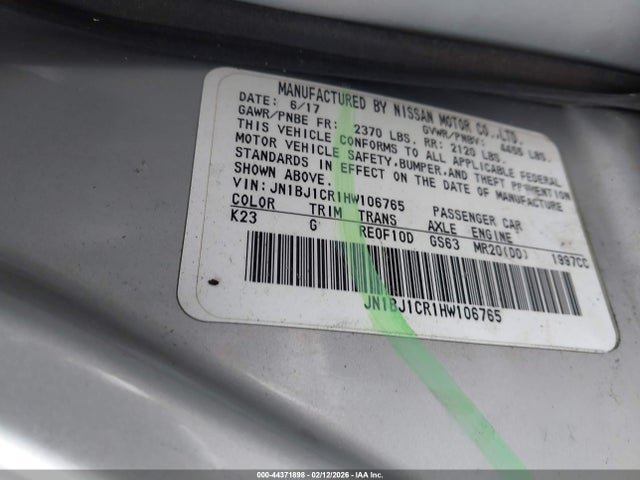 MANUFACTURED BY NISSAN MOTOR CO.,LTD.
DATE: 6/17 GVWR/PNBV: 4455 LBS.
GAWR/PNBE FR: 2370 LBS. RR: 2120 LBS.
THIS VEHICLE CONFORMS TO ALL APPLICABLE FEDERAL
MOTOR VEHICLE SAFETY,BUMPER,AND THEFT PREVENTION
STANDARDS IN EFFECT ON THE DATE OF MANUFACTURE
SHOWN ABOVE.
VIN: JN1BJ1CR1HW106765 PASSENGER CAR
COLOR TRIM TRANS AXLE ENGINE
K23 G RE0F10D GS63 MR20(DD) 1997CC
JN1BJ1CR1HW106765
000-44371898 | 02/12/2026 | IAA Inc.